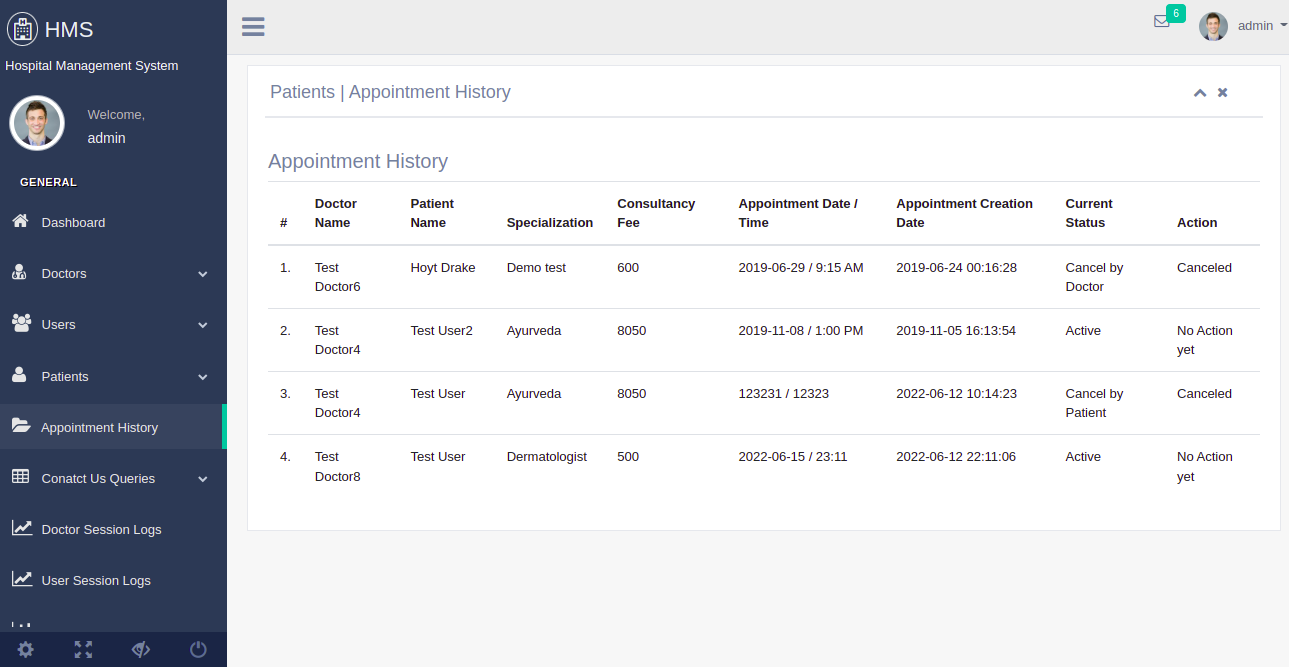 HMS
Hospital Management System
Welcome,
admin
GENERAL
Dashboard
Doctors
Users
Patients
Appointment History
Conatct Us Queries
Doctor Session Logs
User Session Logs
6
admin
Patients | Appointment History
Appointment History
# Doctor Name Patient Name Specialization Consultancy Fee Appointment Date / Time Appointment Creation Date Current Status Action
1. Test Doctor6 Hoyt Drake Demo test 600 2019-06-29 / 9:15 AM 2019-06-24 00:16:28 Cancel by Doctor Canceled
2. Test Doctor4 Test User2 Ayurveda 8050 2019-11-08 / 1:00 PM 2019-11-05 16:13:54 Active No Action yet
3. Test Doctor4 Test User Ayurveda 8050 123231 / 12323 2022-06-12 10:14:23 Cancel by Patient Canceled
4. Test Doctor8 Test User Dermatologist 500 2022-06-15 / 23:11 2022-06-12 22:11:06 Active No Action yet